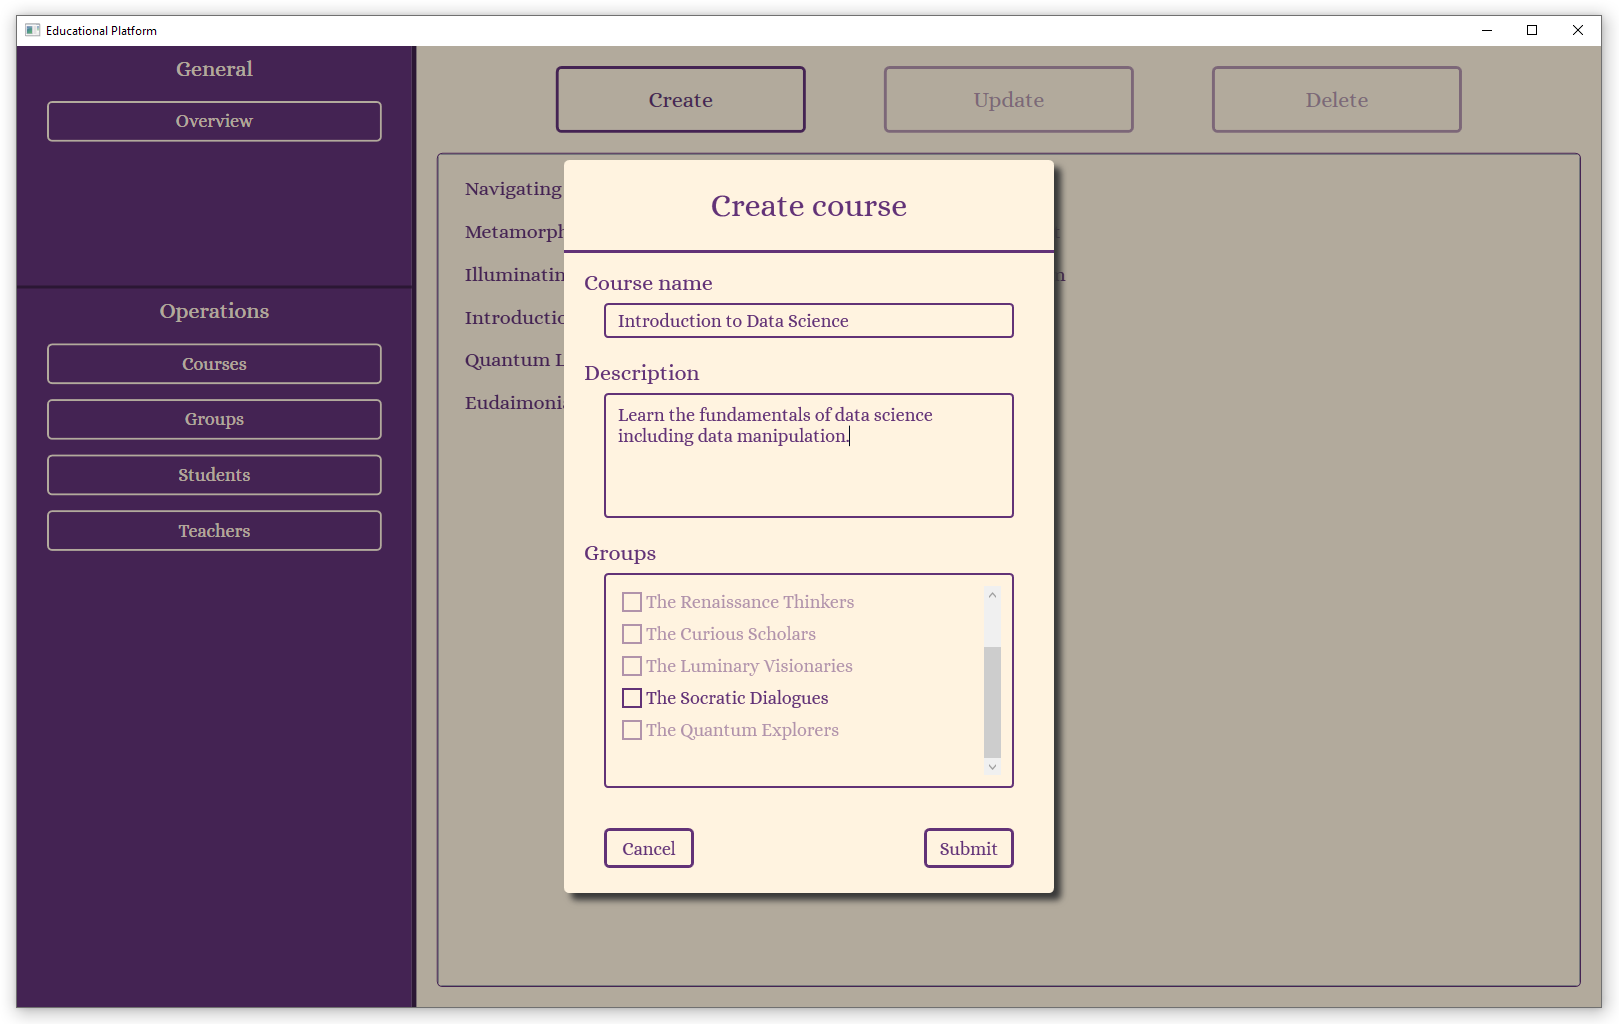 Educational Platform
General
Overview
Operations
Courses
Groups
Students
Teachers
Create
Update
Delete
Navigating
Metamorph
Illuminatin
Introductio
Quantum L
Eudaimonia
Create course
Course name
Introduction to Data Science
Description
Learn the fundamentals of data science
including data manipulation.
Groups
The Renaissance Thinkers
The Curious Scholars
The Luminary Visionaries
The Socratic Dialogues
The Quantum Explorers
Cancel
Submit